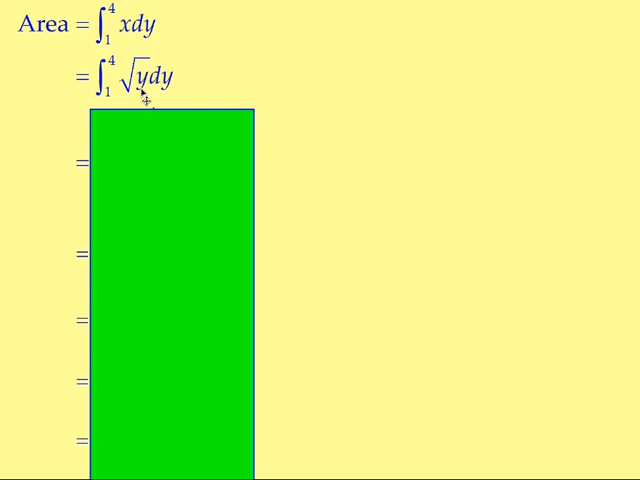 Area = ∫₁⁴ xdy
= ∫₁⁴ √y dy
=
=
=
=
=